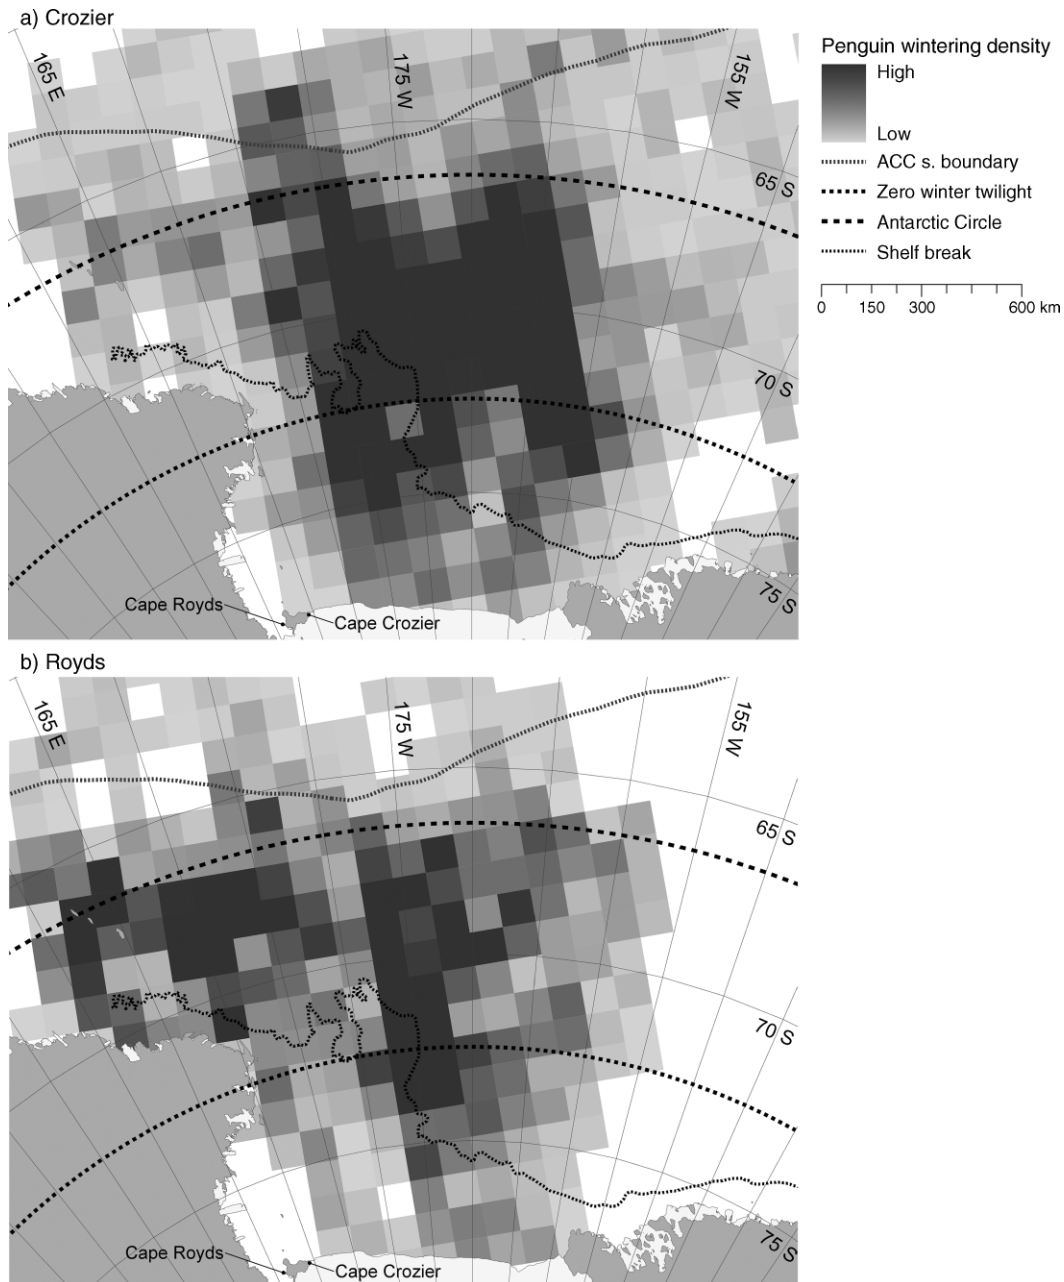 a) Crozier
165 E
175 W
155 W
65 S
70 S
75 S
Cape Royds
Cape Crozier
Penguin wintering density
High
Low
ACC s. boundary
Zero winter twilight
Antarctic Circle
Shelf break
0 150 300 600 km
b) Royds
165 E
175 W
155 W
65 S
70 S
75 S
Cape Royds
Cape Crozier